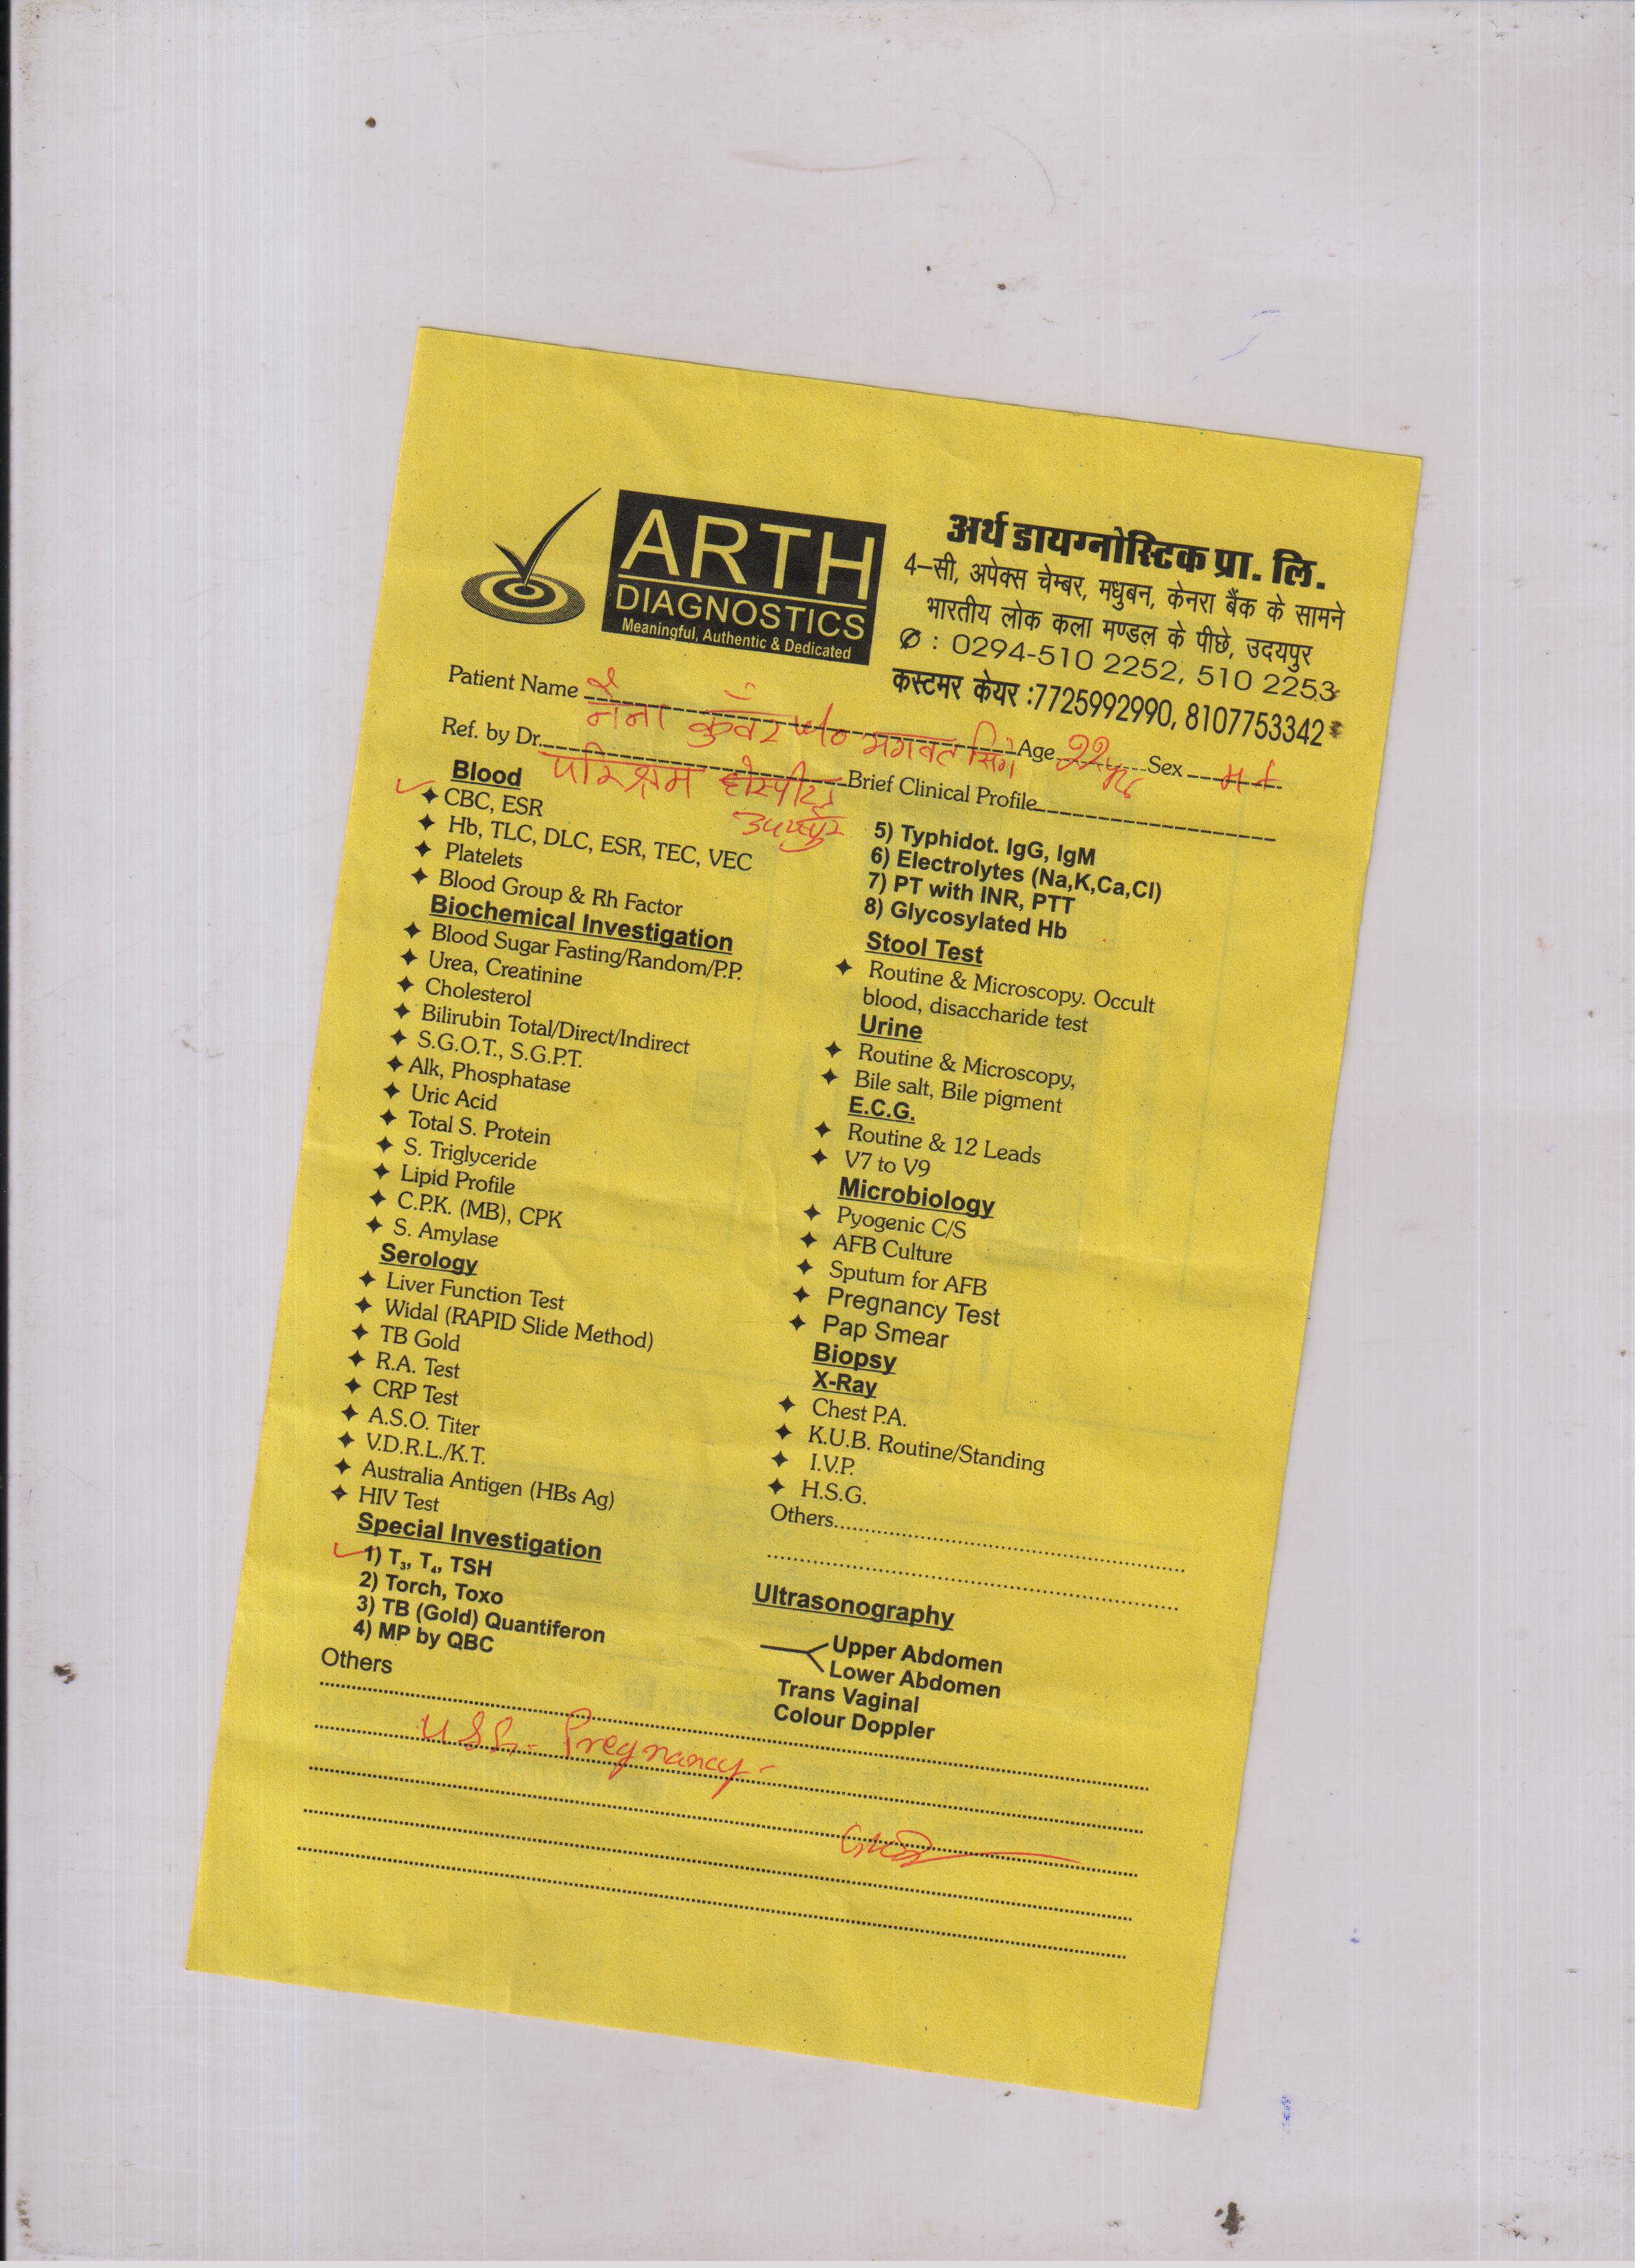 ARTH
DIAGNOSTICS
Meaningful, Authentic & Dedicated
अर्थ डायग्नोस्टिक प्रा. लि.
4-सी, अपेक्स चेम्बर, मधुबन, केनरा बैंक के सामने
भारतीय लोक कला मण्डल के पीछे, उदयपुर
: 0294-510 2252, 510 2253
कस्टमर केयर :7725992990, 8107753342
Patient Name नैना कुँवर w/o भगवत सिंग Age 22 Sex
Ref. by Dr. परिश्रम Brief Clinical Profile
उदयपुर
Blood
CBC, ESR
Hb, TLC, DLC, ESR, TEC, VEC
Platelets
Blood Group & Rh Factor
Biochemical Investigation
Blood Sugar Fasting/Random/P.P.
Urea, Creatinine
Cholesterol
Bilirubin Total/Direct/Indirect
S.G.O.T., S.G.P.T.
Alk, Phosphatase
Uric Acid
Total S. Protein
S. Triglyceride
Lipid Profile
C.P.K. (MB), CPK
S. Amylase
Serology
Liver Function Test
Widal (RAPID Slide Method)
TB Gold
R.A. Test
CRP Test
A.S.O. Titer
V.D.R.L./K.T.
Australia Antigen (HBs Ag)
HIV Test
Special Investigation
1) T₃, T₄, TSH
2) Torch, Toxo
3) TB (Gold) Quantiferon
4) MP by QBC
5) Typhidot. IgG, IgM
6) Electrolytes (Na,K,Ca,Cl)
7) PT with INR, PTT
8) Glycosylated Hb
Stool Test
Routine & Microscopy. Occult
blood, disaccharide test
Urine
Routine & Microscopy,
Bile salt, Bile pigment
E.C.G.
Routine & 12 Leads
V7 to V9
Microbiology
Pyogenic C/S
AFB Culture
Sputum for AFB
Pregnancy Test
Pap Smear
Biopsy
X-Ray
Chest P.A.
K.U.B. Routine/Standing
I.V.P.
H.S.G.
Others
Ultrasonography
Upper Abdomen
Lower Abdomen
Trans Vaginal
Colour Doppler
Others
USG - Pregnancy -